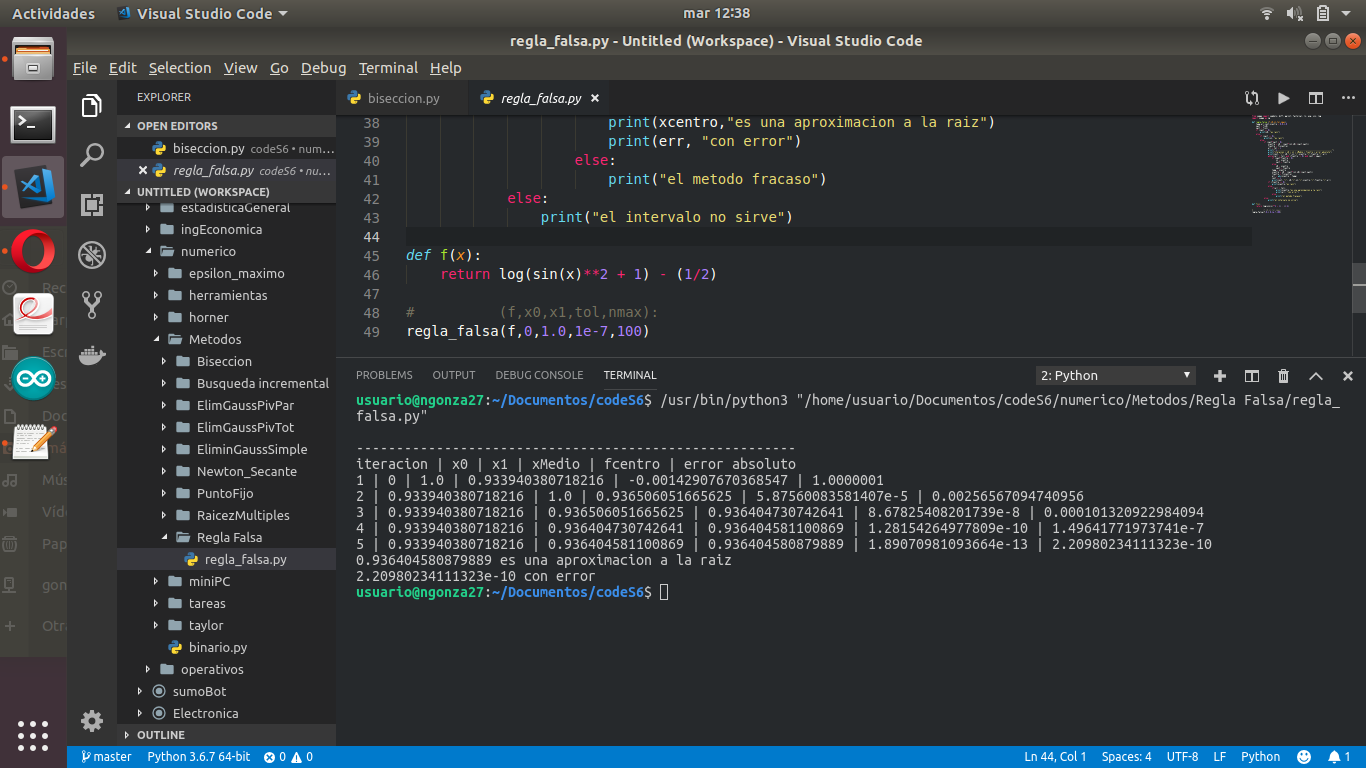 Actividades Visual Studio Code mar 12:38
regla_falsa.py - Untitled (Workspace) - Visual Studio Code
File Edit Selection View Go Debug Terminal Help
EXPLORER
OPEN EDITORS
biseccion.py codeS6 • num...
regla_falsa.py codeS6 • nu...
UNTITLED (WORKSPACE)
estadisticaGeneral
ingEconomica
numerico
epsilon_maximo
herramientas
horner
Metodos
Biseccion
Busqueda incremental
ElimGaussPivPar
ElimGaussPivTot
EliminGaussSimple
Newton_Secante
PuntoFijo
RaicezMultiples
Regla Falsa
regla_falsa.py
miniPC
tareas
taylor
binario.py
operativos
sumoBot
Electronica
OUTLINE
biseccion.py regla_falsa.py
38 print(xcentro,"es una aproximacion a la raiz")
39 print(err, "con error")
40 else:
41 print("el metodo fracaso")
42 else:
43 print("el intervalo no sirve")
44
45 def f(x):
46 return log(sin(x)**2 + 1) - (1/2)
47
48 # (f,x0,x1,tol,nmax):
49 regla_falsa(f,0,1.0,1e-7,100)
PROBLEMS OUTPUT DEBUG CONSOLE TERMINAL 2: Python
usuario@ngonza27:~/Documentos/codeS6$ /usr/bin/python3 "/home/usuario/Documentos/codeS6/numerico/Metodos/Regla Falsa/regla_
falsa.py"
-------------------------------------------------------
iteracion | x0 | x1 | xMedio | fcentro | error absoluto
1 | 0 | 1.0 | 0.933940380718216 | -0.00142907670368547 | 1.0000001
2 | 0.933940380718216 | 1.0 | 0.936506051665625 | 5.87560083581407e-5 | 0.00256567094740956
3 | 0.933940380718216 | 0.936506051665625 | 0.936404730742641 | 8.67825408201739e-8 | 0.000101320922984094
4 | 0.933940380718216 | 0.936404730742641 | 0.936404581100869 | 1.28154264977809e-10 | 1.49641771973741e-7
5 | 0.933940380718216 | 0.936404581100869 | 0.936404580879889 | 1.89070981093664e-13 | 2.20980234111323e-10
0.936404580879889 es una aproximacion a la raiz
2.20980234111323e-10 con error
usuario@ngonza27:~/Documentos/codeS6$
master Python 3.6.7 64-bit 0 0 Ln 44, Col 1 Spaces: 4 UTF-8 LF Python 1